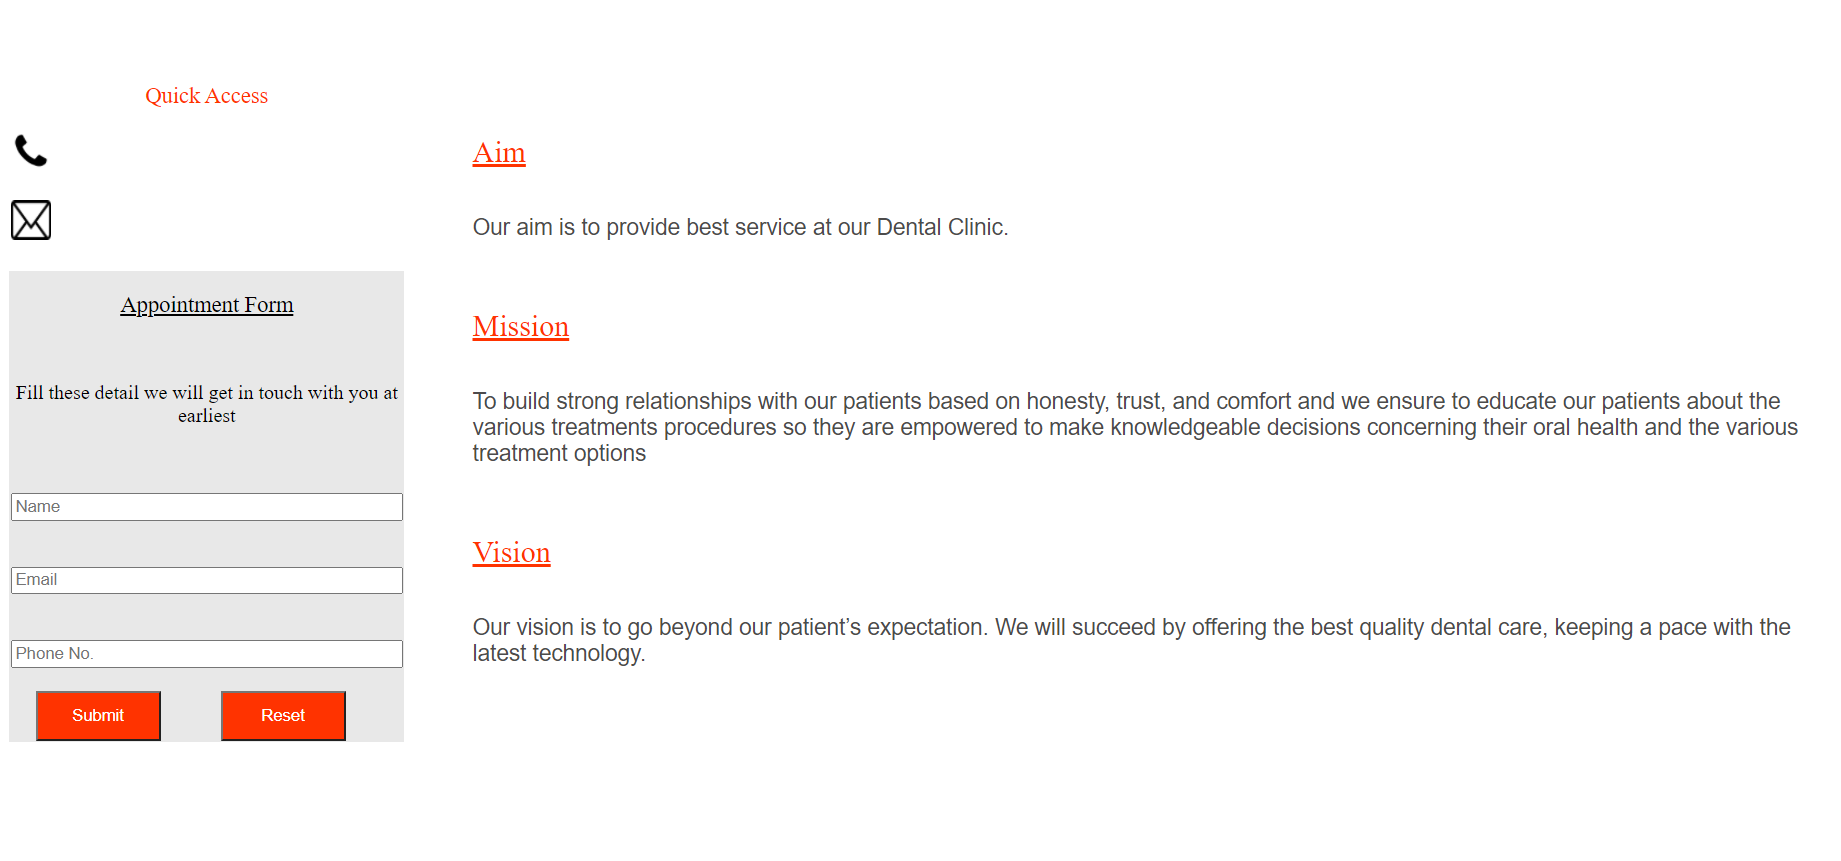 Quick Access
Appointment Form
Fill these detail we will get in touch with you at
earliest
Name
Email
Phone No.
Submit
Reset
Aim
Our aim is to provide best service at our Dental Clinic.
Mission
To build strong relationships with our patients based on honesty, trust, and comfort and we ensure to educate our patients about the
various treatments procedures so they are empowered to make knowledgeable decisions concerning their oral health and the various
treatment options
Vision
Our vision is to go beyond our patient’s expectation. We will succeed by offering the best quality dental care, keeping a pace with the
latest technology.